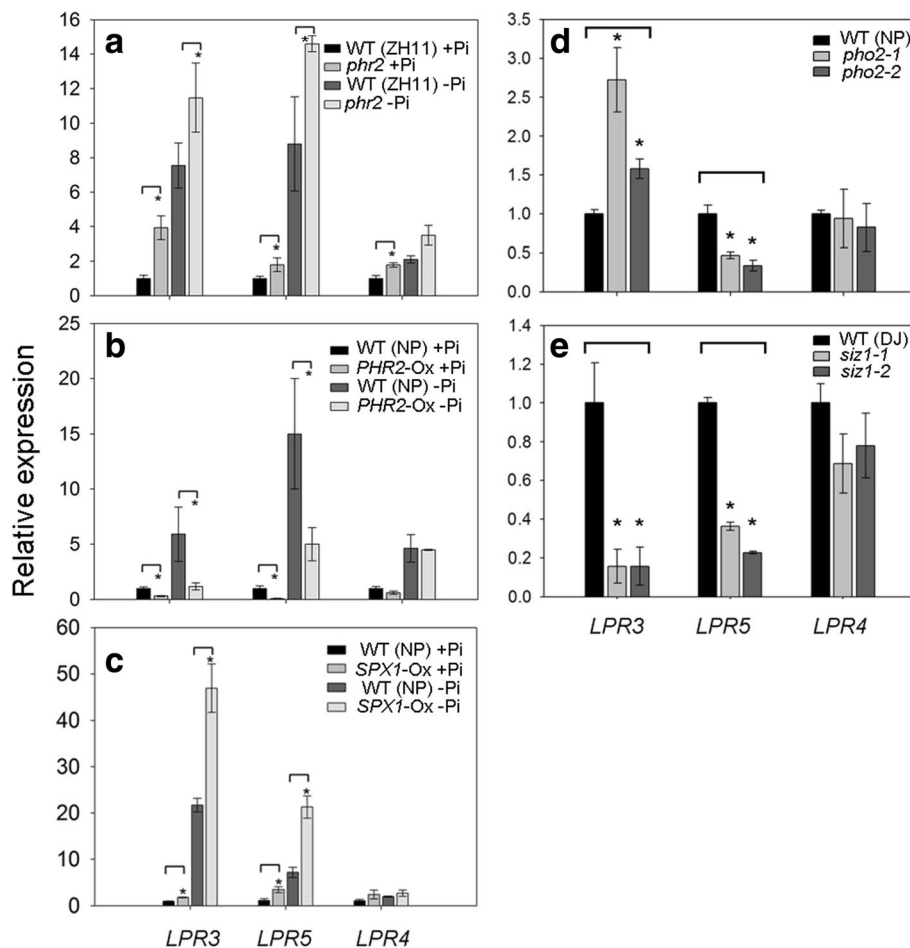 Relative expression
a
16
14
12
10
8
6
4
2
0
WT (ZH11) +Pi
phr2 +Pi
WT (ZH11) -Pi
phr2 -Pi
* * * * *
b
25
20
15
10
5
0
WT (NP) +Pi
PHR2-Ox +Pi
WT (NP) -Pi
PHR2-Ox -Pi
* * * *
c
60
50
40
30
20
10
0
WT (NP) +Pi
SPX1-Ox +Pi
WT (NP) -Pi
SPX1-Ox -Pi
* * * *
LPR3 LPR5 LPR4
d
3.5
3.0
2.5
2.0
1.5
1.0
0.5
0.0
WT (NP)
pho2-1
pho2-2
* * * *
e
1.4
1.2
1.0
0.8
0.6
0.4
0.2
0.0
WT (DJ)
siz1-1
siz1-2
* * * *
LPR3 LPR5 LPR4